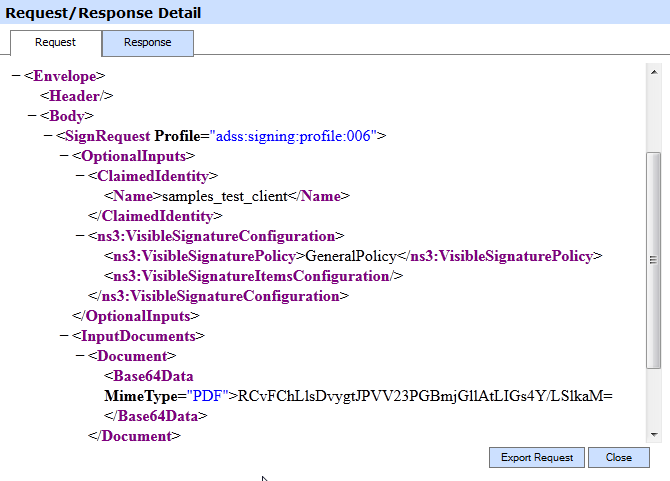 Request/Response Detail
Request
Response
− <Envelope>
<Header/>
− <Body>
− <SignRequest Profile="adss:signing:profile:006">
− <OptionalInputs>
− <ClaimedIdentity>
<Name>samples_test_client</Name>
</ClaimedIdentity>
− <ns3:VisibleSignatureConfiguration>
<ns3:VisibleSignaturePolicy>GeneralPolicy</ns3:VisibleSignaturePolicy>
<ns3:VisibleSignatureItemsConfiguration/>
</ns3:VisibleSignatureConfiguration>
</OptionalInputs>
− <InputDocuments>
− <Document>
<Base64Data
MimeType="PDF">RCvFChLlsDvygtJPVV23PGBmjGllAtLIGs4Y/LSlkaM=
</Base64Data>
</Document>
Export Request
Close